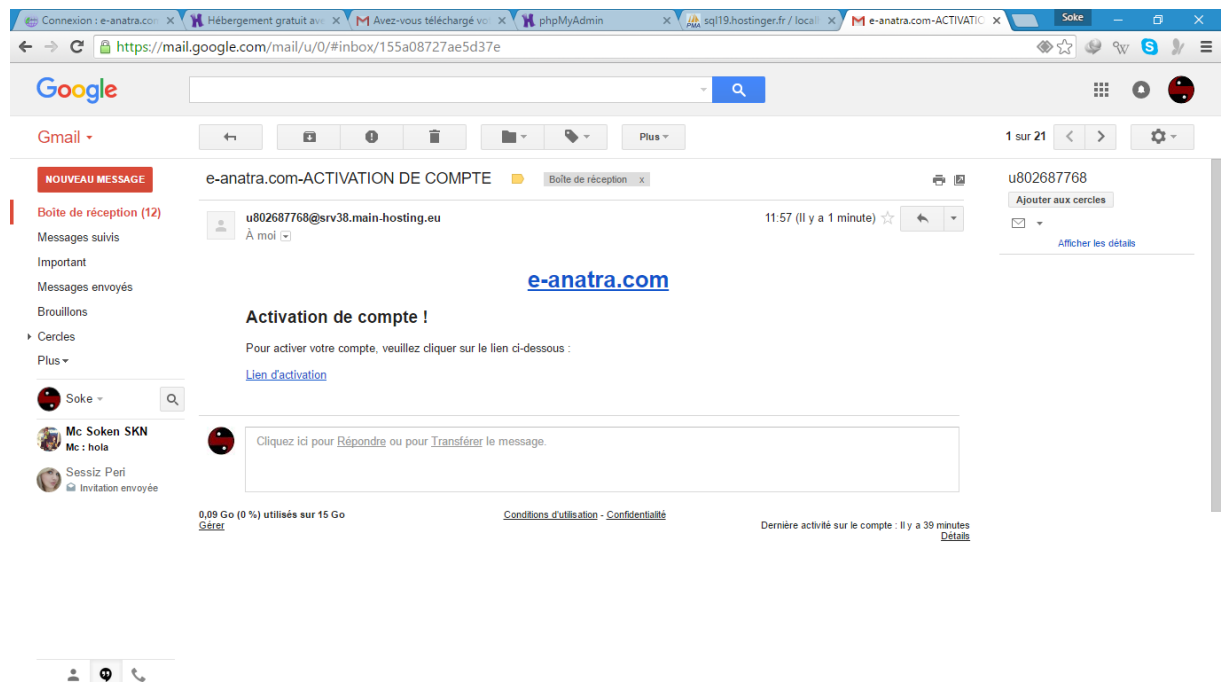 Connexion : e-anatra.con
Hébergement gratuit ave
Avez-vous téléchargé vo
phpMyAdmin
sql19.hostinger.fr / locall
e-anatra.com-ACTIVATIO
Soke
https://mail.google.com/mail/u/0/#inbox/155a08727ae5d37e
Google
Gmail
Plus
1 sur 21
NOUVEAU MESSAGE
e-anatra.com-ACTIVATION DE COMPTE
Boîte de réception x
u802687768
Ajouter aux cercles
Boîte de réception (12)
u802687768@srv38.main-hosting.eu
11:57 (Il y a 1 minute)
À moi
Afficher les détails
Messages suivis
Important
Messages envoyés
Brouillons
Cercles
Plus
e-anatra.com
Activation de compte !
Pour activer votre compte, veuillez cliquer sur le lien ci-dessous :
Lien d'activation
Soke
Mc Soken SKN
Mc : hola
Sessiz Peri
Invitation envoyée
Cliquez ici pour Répondre ou pour Transférer le message.
0,09 Go (0 %) utilisés sur 15 Go
Gérer
Conditions d'utilisation - Confidentialité
Dernière activité sur le compte : Il y a 39 minutes
Détails